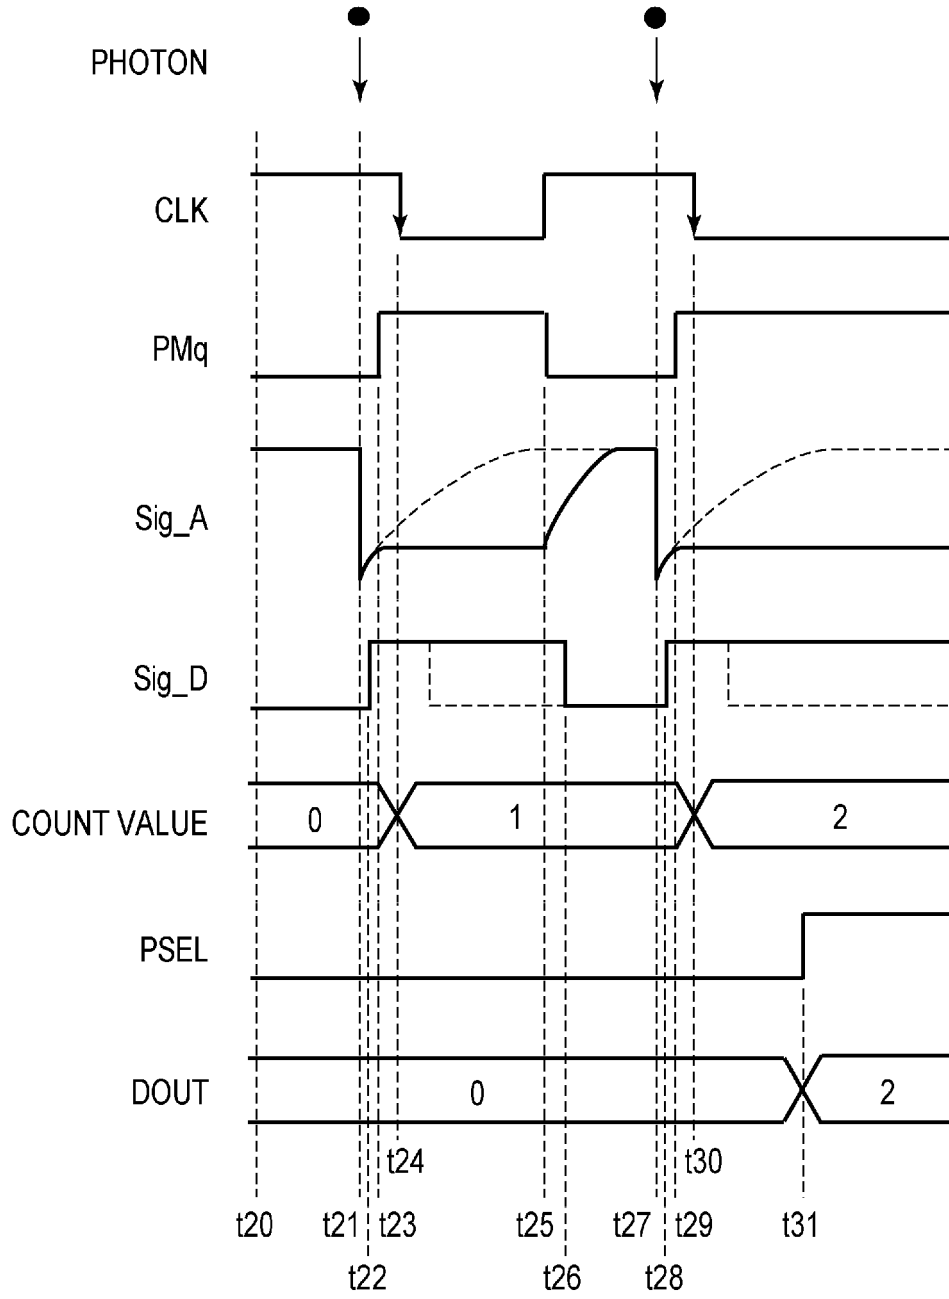 PHOTON
CLK
PMq
Sig_A
Sig_D
COUNT VALUE
0
1
2
PSEL
DOUT
0
2
t24
t30
t20
t21
t23
t25
t27
t29
t31
t22
t26
t28